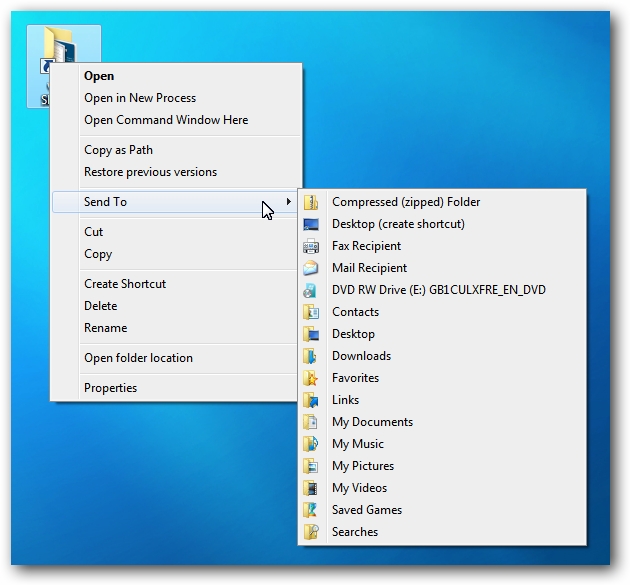 Open
Open in New Process
Open Command Window Here
Copy as Path
Restore previous versions
Send To
Cut
Copy
Create Shortcut
Delete
Rename
Open folder location
Properties
Compressed (zipped) Folder
Desktop (create shortcut)
Fax Recipient
Mail Recipient
DVD RW Drive (E:) GB1CULXFRE_EN_DVD
Contacts
Desktop
Downloads
Favorites
Links
My Documents
My Music
My Pictures
My Videos
Saved Games
Searches